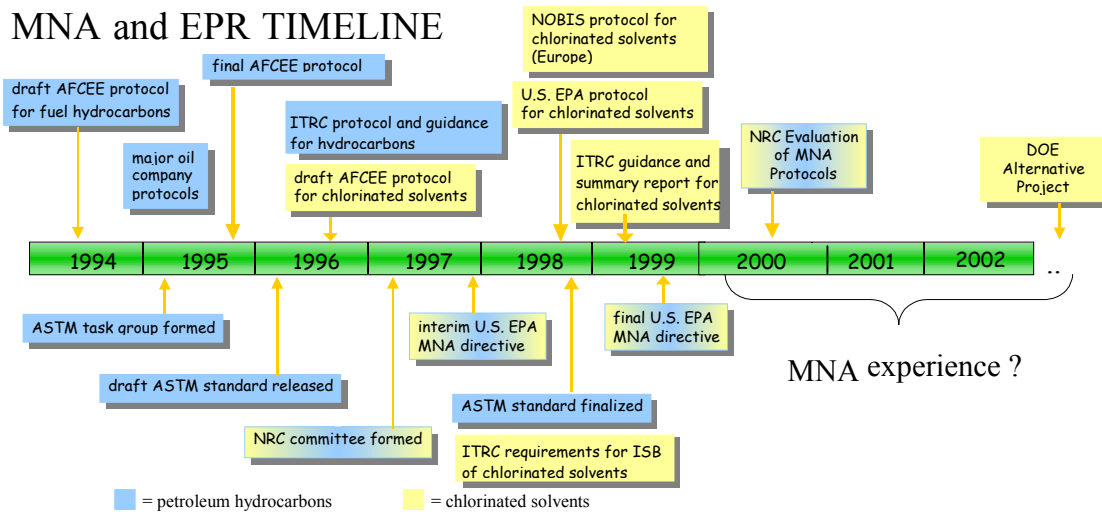 MNA and EPR TIMELINE
draft AFCEE protocol
for fuel hydrocarbons
major oil
company
protocols
final AFCEE protocol
ITRC protocol and guidance
for hydrocarbons
draft AFCEE protocol
for chlorinated solvents
NOBIS protocol for
chlorinated solvents
(Europe)
U.S. EPA protocol
for chlorinated solvents
ITRC guidance and
summary report for
chlorinated solvents
NRC Evaluation
of MNA
Protocols
DOE
Alternative
Project
1994 1995 1996 1997 1998 1999 2000 2001 2002 ..
ASTM task group formed
draft ASTM standard released
NRC committee formed
interim U.S. EPA
MNA directive
ASTM standard finalized
ITRC requirements for ISB
of chlorinated solvents
final U.S. EPA
MNA directive
MNA experience ?
= petroleum hydrocarbons
= chlorinated solvents